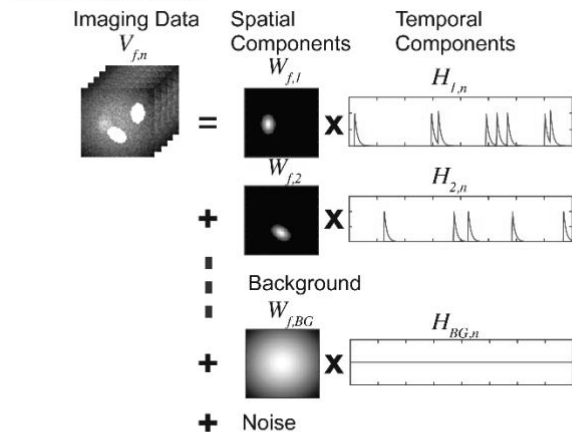 Imaging Data Spatial Components Temporal Components
V_{f,n}
W_{f,1} H_{1,n}
= X
W_{f,2} H_{2,n}
+ X
Background
W_{f,BG} H_{BG,n}
+ X
+ Noise